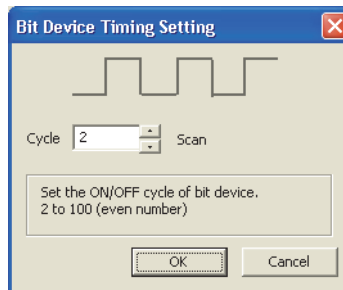 Bit Device Timing Setting
Cycle 2 Scan
Set the ON/OFF cycle of bit device.
2 to 100 (even number)
OK Cancel